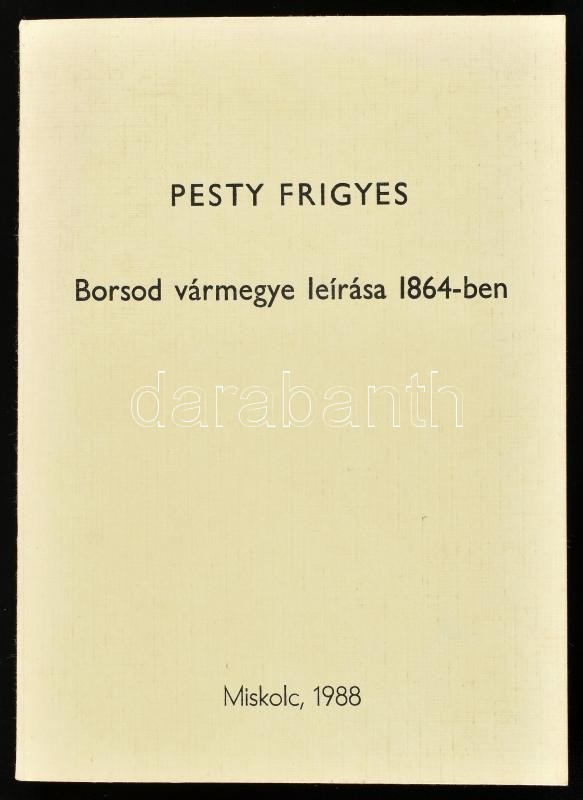 PESTY FRIGYES
Borsod vármegye leírása 1864-ben
darabanth
Miskolc, 1988